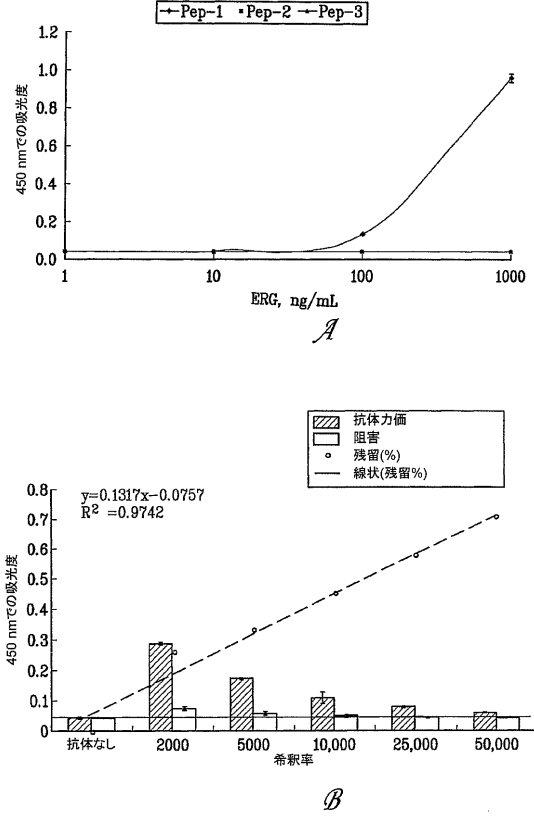 Pep-1 Pep-2 Pep-3
1.2
1.0
0.8
0.6
0.4
0.2
0.0
450 nmでの吸光度
1 10 100 1000
ERG, ng/mL
A
抗体力価
阻害
残留(%)
線状(残留%)
y=0.1317x-0.0757
R² =0.9742
0.8
0.7
0.6
0.5
0.4
0.3
0.2
0.1
0
450 nmでの吸光度
抗体なし 2000 5000 10,000 25,000 50,000
希釈率
B